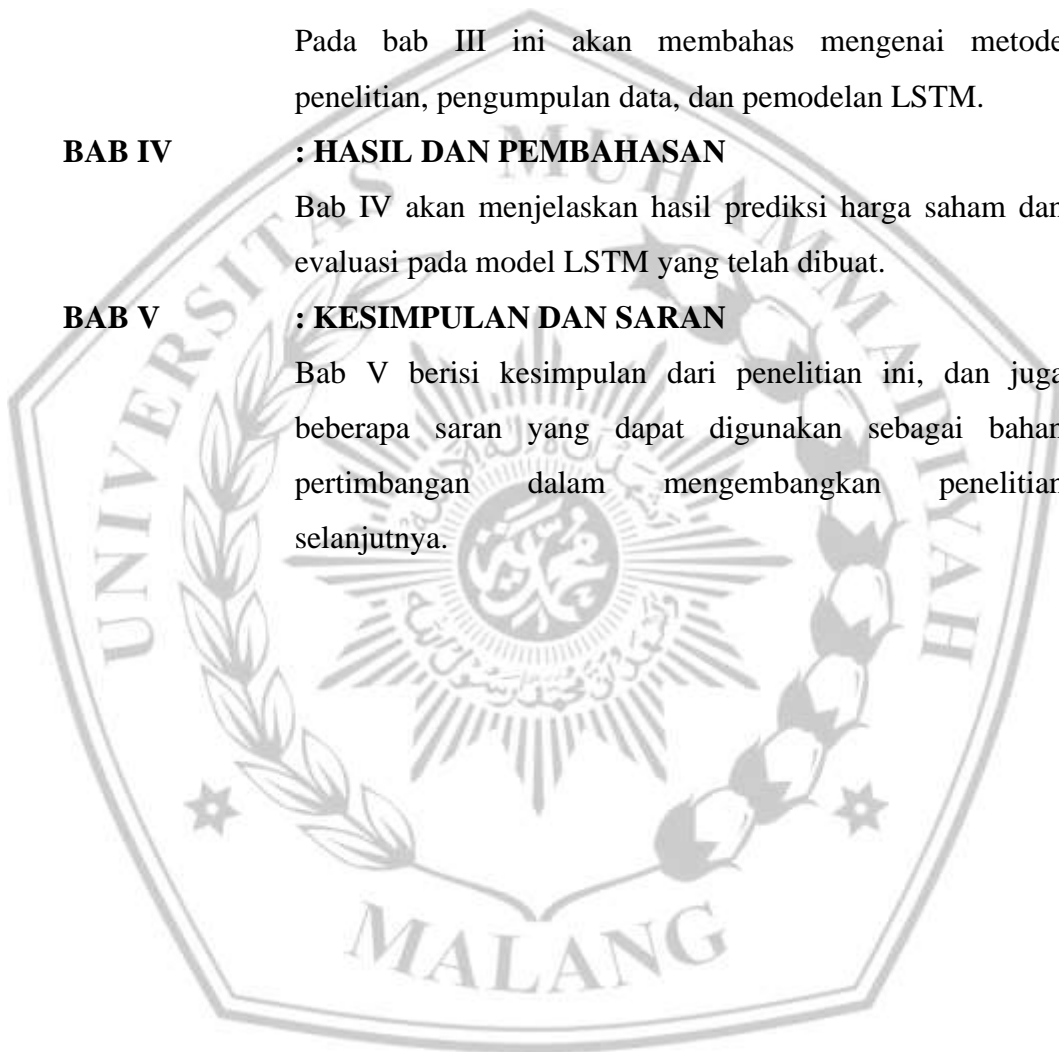 Pada bab III ini akan membahas mengenai metode
penelitian, pengumpulan data, dan pemodelan LSTM.
BAB IV : HASIL DAN PEMBAHASAN
Bab IV akan menjelaskan hasil prediksi harga saham dan
evaluasi pada model LSTM yang telah dibuat.
BAB V : KESIMPULAN DAN SARAN
Bab V berisi kesimpulan dari penelitian ini, dan juga
beberapa saran yang dapat digunakan sebagai bahan
pertimbangan dalam mengembangkan penelitian
selanjutnya.
UNIVERSITAS MUHAMMADIYAH
MALANG